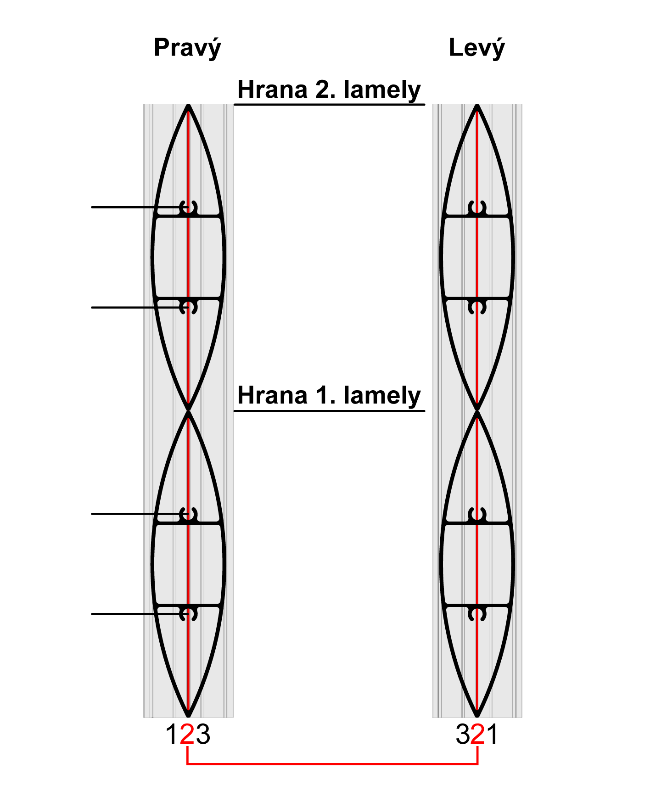 Pravý
Levý
Hrana 2. lamely
Hrana 1. lamely
123
321